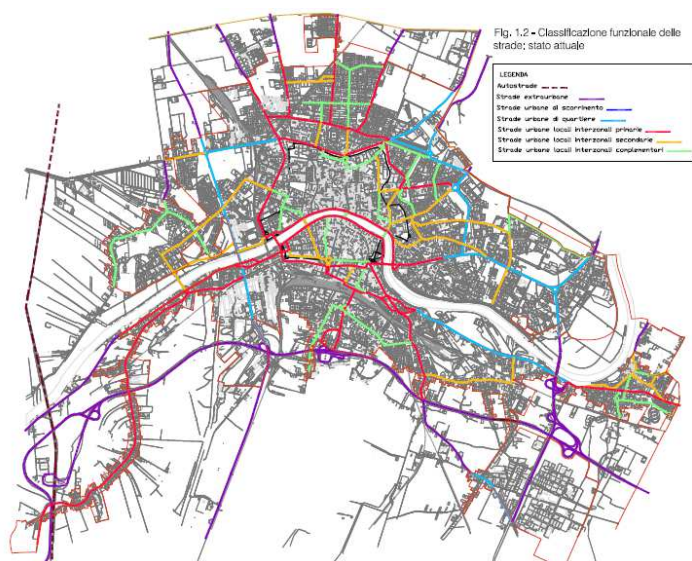 Fig. 1.2 - Classificazione funzionale delle
strade; stato attuale
LEGENDA
Autostrade
Strade extraurbane
Strade urbane di scorrimento
Strade urbane di quartiere
Strade urbane locali interzonali primarie
Strade urbane locali interzonali secondarie
Strade urbane locali interzonali complementari